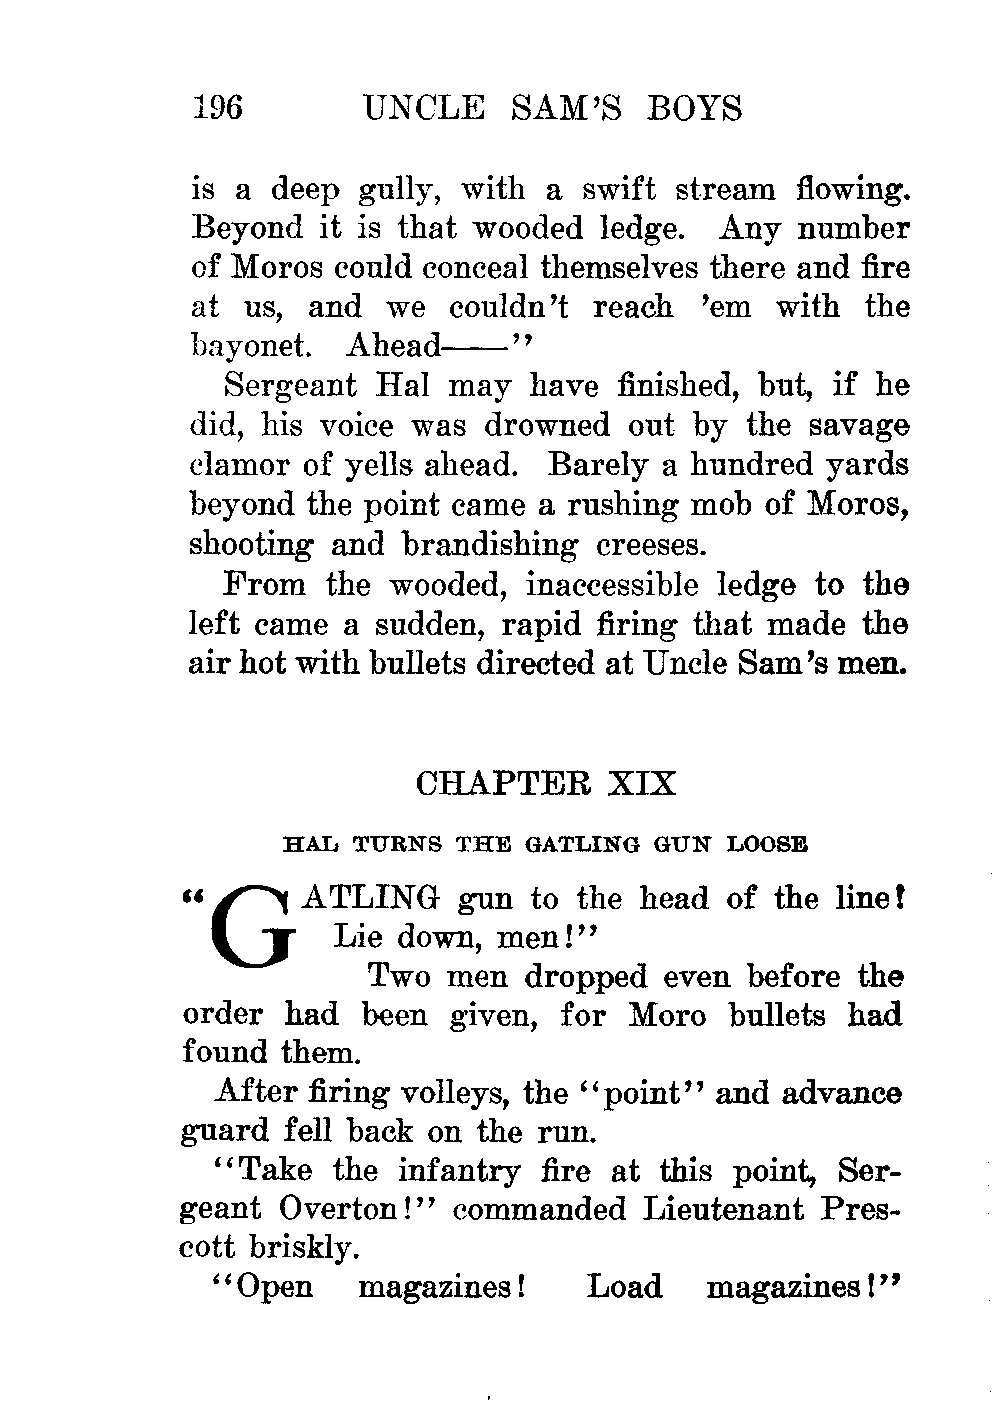 196 UNCLE SAM'S BOYS
is a deep gully, with a swift stream flowing.
Beyond it is that wooded ledge. Any number
of Moros could conceal themselves there and fire
at us, and we couldn't reach 'em with the
bayonet. Ahead——"
Sergeant Hal may have finished, but, if he
did, his voice was drowned out by the savage
clamor of yells ahead. Barely a hundred yards
beyond the point came a rushing mob of Moros,
shooting and brandishing creeses.
From the wooded, inaccessible ledge to the
left came a sudden, rapid firing that made the
air hot with bullets directed at Uncle Sam's men.
CHAPTER XIX
HAL TURNS THE GATLING GUN LOOSE
"GATLING gun to the head of the line!
Lie down, men!"
Two men dropped even before the
order had been given, for Moro bullets had
found them.
After firing volleys, the "point" and advance
guard fell back on the run.
"Take the infantry fire at this point, Ser-
geant Overton!" commanded Lieutenant Pres-
cott briskly.
"Open magazines! Load magazines!"